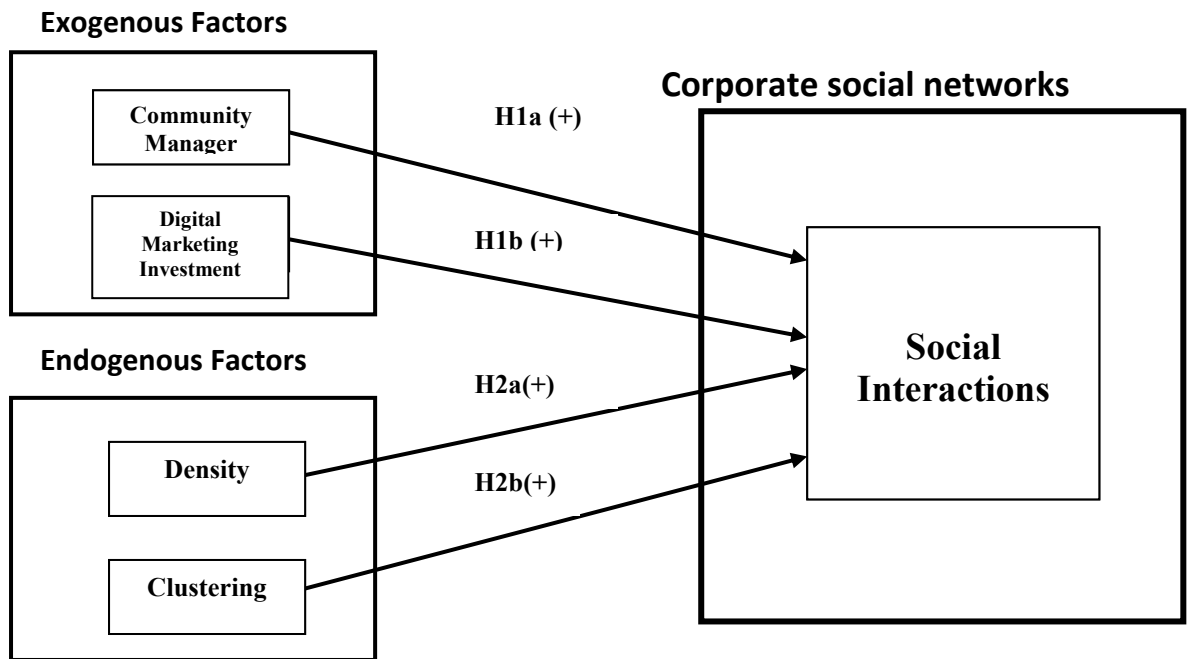 Exogenous Factors
Community
Manager
Digital
Marketing
Investment
Endogenous Factors
Density
Clustering
H1a (+)
H1b (+)
H2a(+)
H2b(+)
Corporate social networks
Social
Interactions